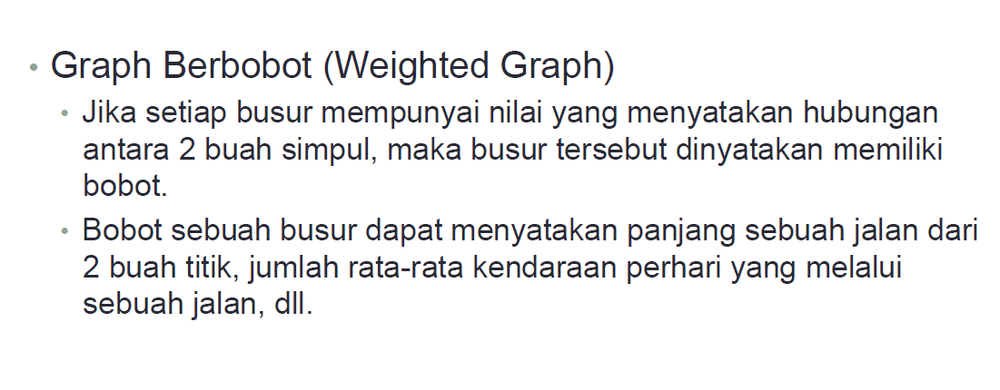 • Graph Berbobot (Weighted Graph)
• Jika setiap busur mempunyai nilai yang menyatakan hubungan
antara 2 buah simpul, maka busur tersebut dinyatakan memiliki
bobot.
• Bobot sebuah busur dapat menyatakan panjang sebuah jalan dari
2 buah titik, jumlah rata-rata kendaraan perhari yang melalui
sebuah jalan, dll.